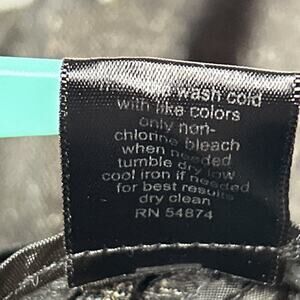 wash cold
with like colors
only non-
chlorine bleach
when needed
tumble dry low
cool iron if needed
for best results
dry clean
RN 54874